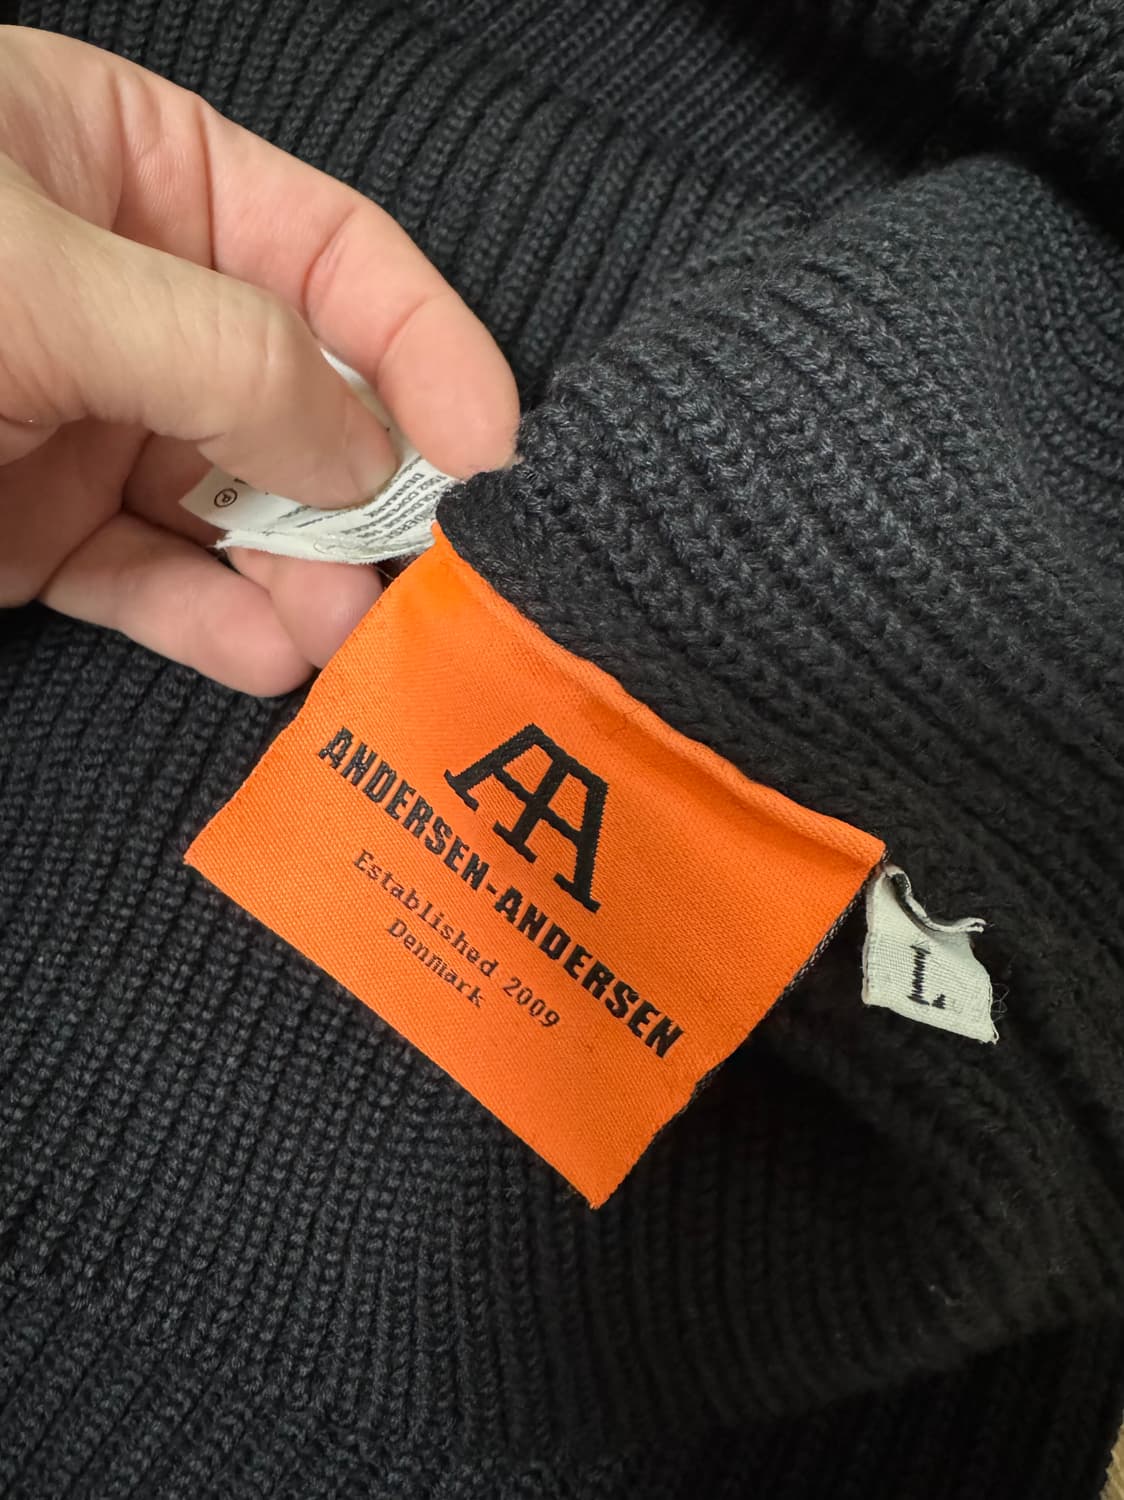 AA
ANDERSEN-ANDERSEN
Established 2009
Denmark
L
P